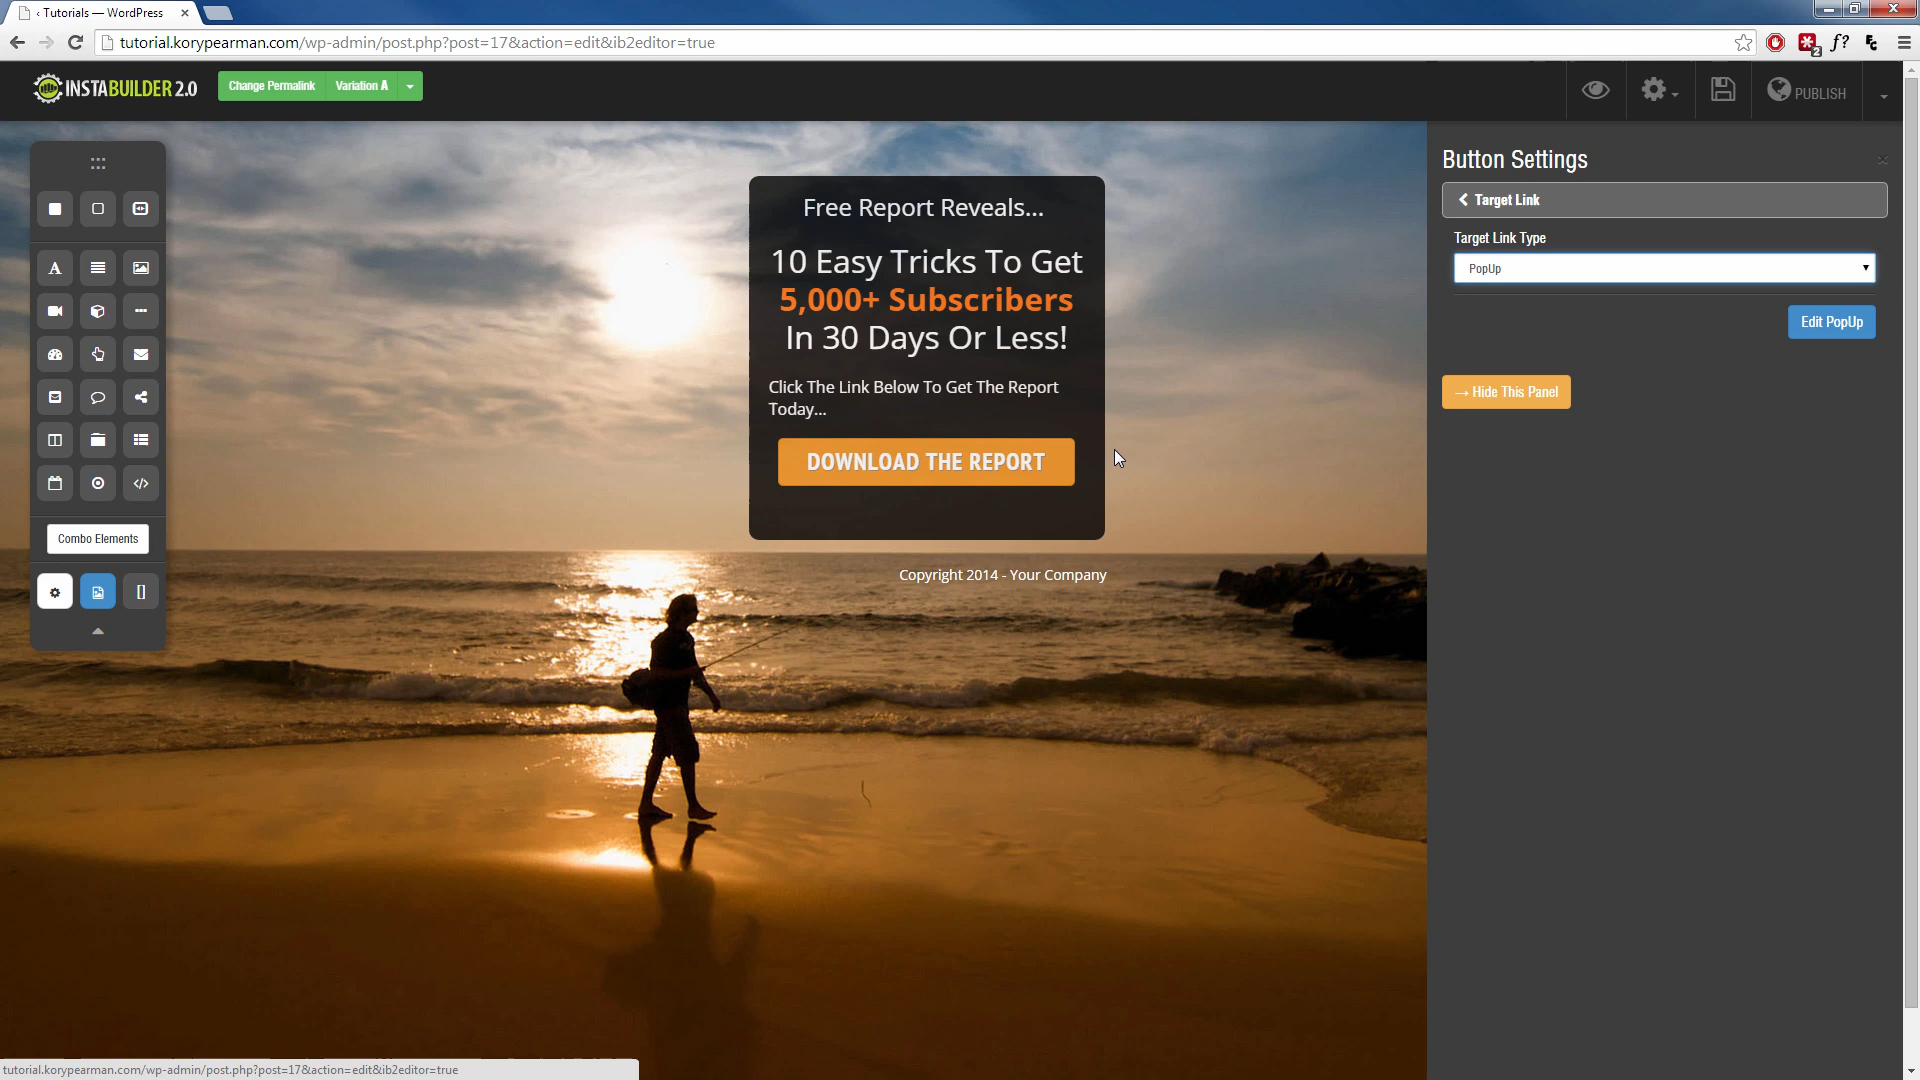 ‹ Tutorials — WordPress
tutorial.korypearman.com/wp-admin/post.php?post=17&action=edit&ib2editor=true
f?
2
INSTABUILDER 2.0
Change Permalink
Variation A
PUBLISH
Button Settings
Target Link
Target Link Type
PopUp
Edit PopUp
→ Hide This Panel
Free Report Reveals...
10 Easy Tricks To Get
5,000+ Subscribers
In 30 Days Or Less!
Click The Link Below To Get The Report
Today...
DOWNLOAD THE REPORT
Copyright 2014 - Your Company
A
</>
Combo Elements
[]
tutorial.korypearman.com/wp-admin/post.php?post=17&action=edit&ib2editor=true